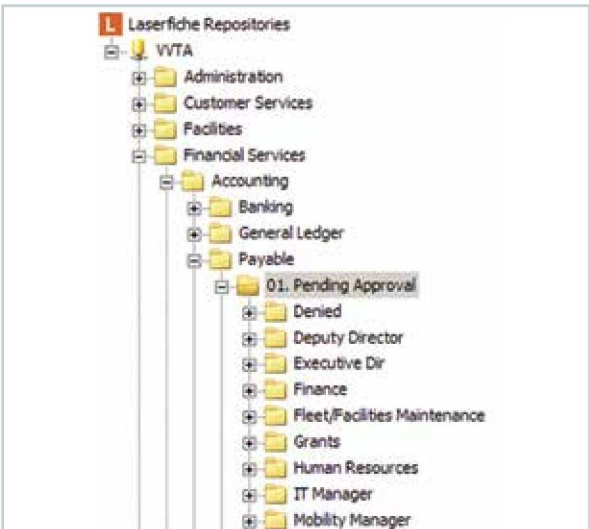 L Laserfiche Repositories
VVTA
Administration
Customer Services
Facilities
Financial Services
Accounting
Banking
General Ledger
Payable
01. Pending Approval
Denied
Deputy Director
Executive Dir
Finance
Fleet/Facilities Maintenance
Grants
Human Resources
IT Manager
Mobility Manager